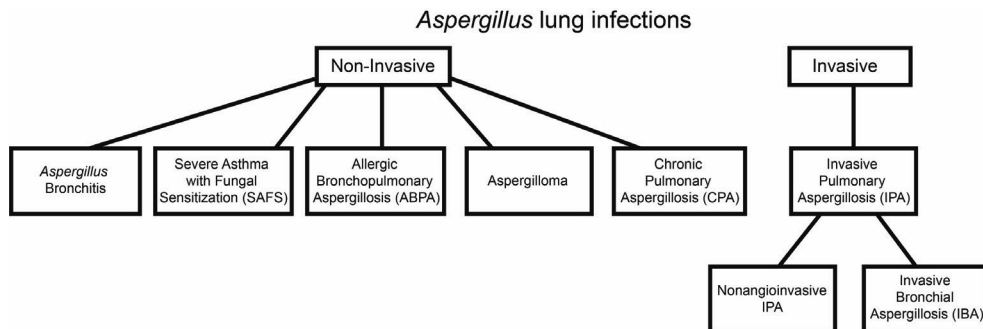 Aspergillus lung infections
Non-Invasive
Invasive
Aspergillus
Bronchitis
Severe Asthma
with Fungal
Sensitization (SAFS)
Allergic
Bronchopulmonary
Aspergillosis (ABPA)
Aspergilloma
Chronic
Pulmonary
Aspergillosis (CPA)
Invasive
Pulmonary
Aspergillosis (IPA)
Nonangioinvasive
IPA
Invasive
Bronchial
Aspergillosis (IBA)